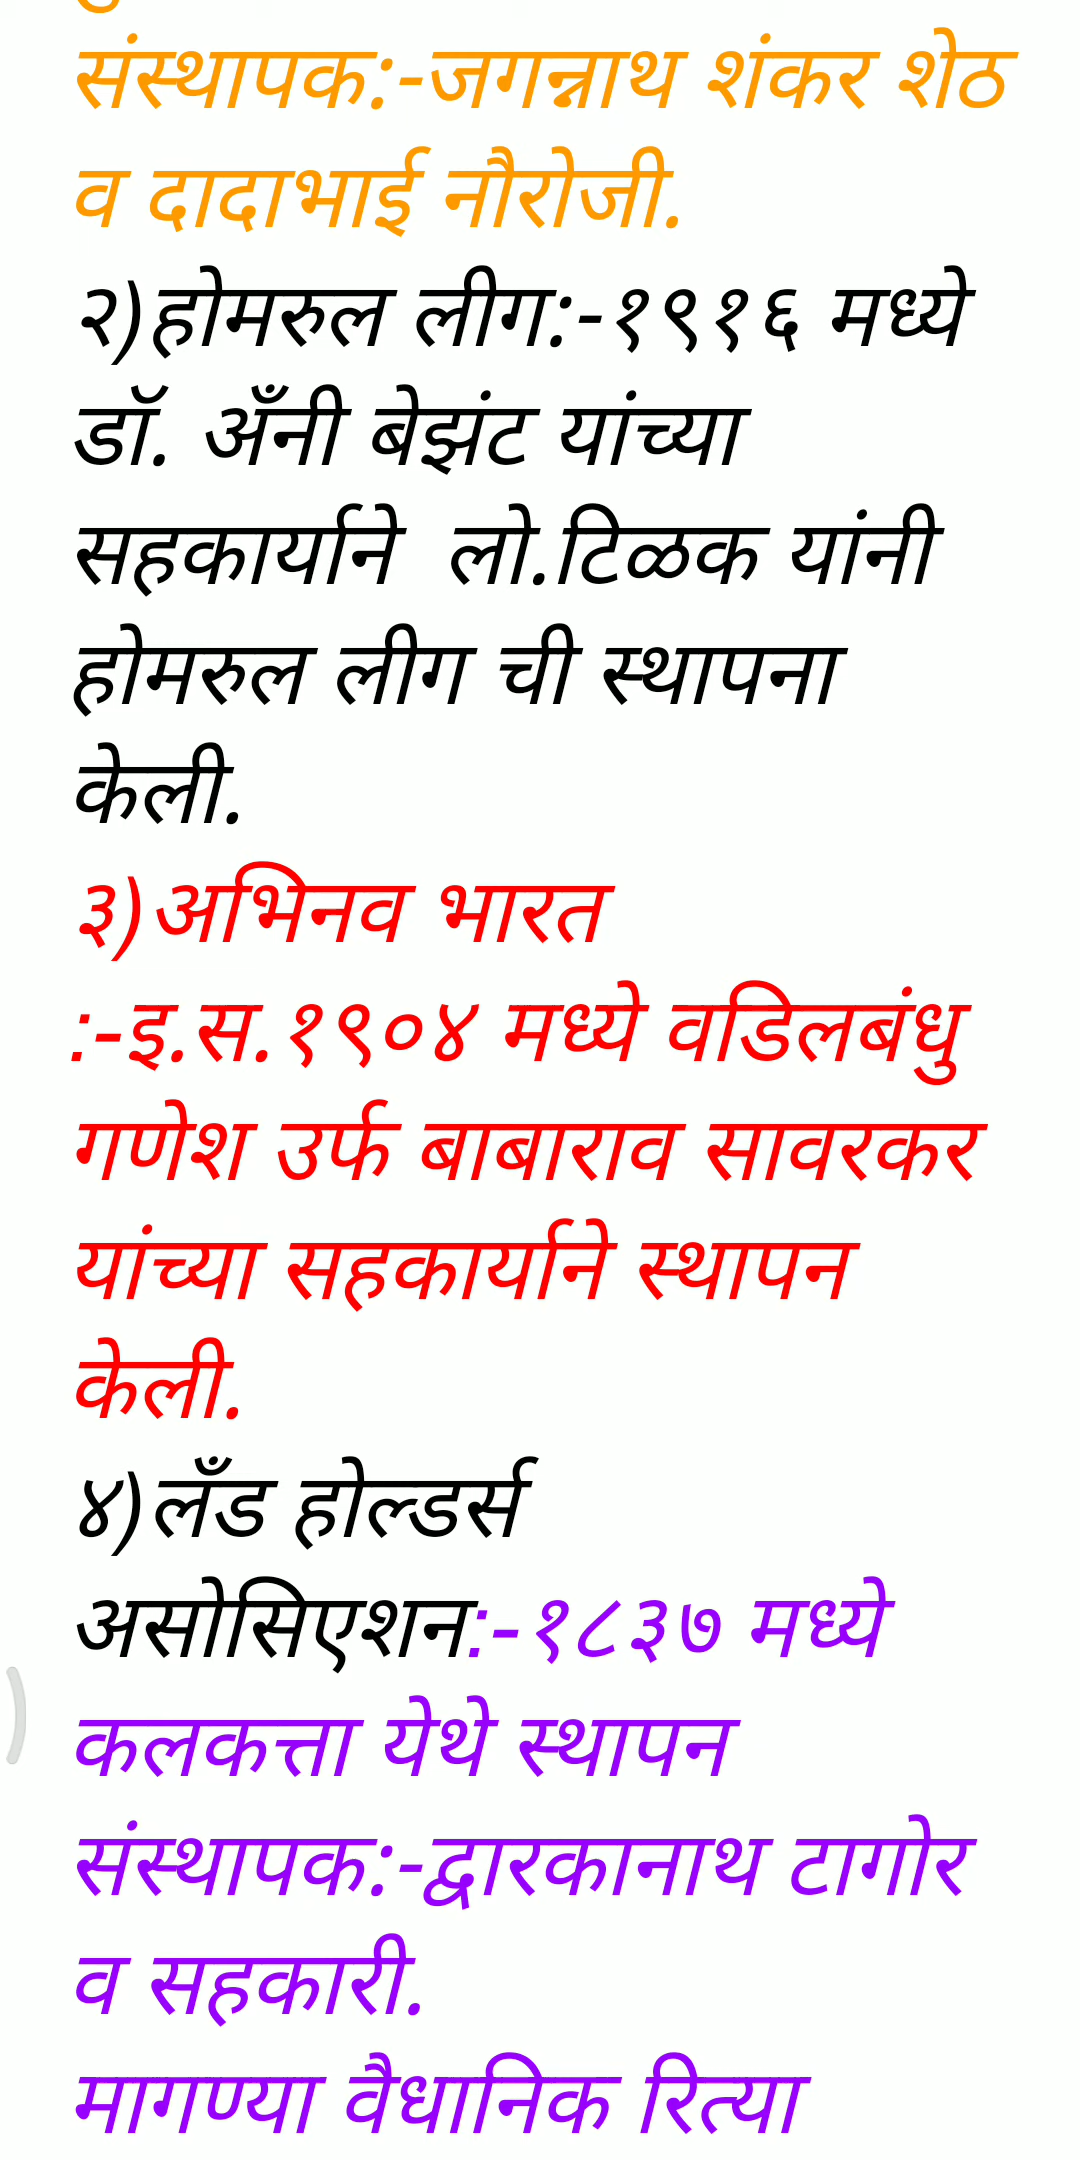 संस्थापक:-जगन्नाथ शंकर शेठ
व दादाभाई नौरोजी.
२)होमरुल लीग:-१९१६ मध्ये
डॉ. अँनी बेझंट यांच्या
सहकार्याने  लो.टिळक यांनी
होमरुल लीग ची स्थापना
केली.
३)अभिनव भारत
:-इ.स.१९०४ मध्ये वडिलबंधु
गणेश उर्फ बाबाराव सावरकर
यांच्या सहकार्याने स्थापन
केली.
४)लँड होल्डर्स
असोसिएशन:-१८३७ मध्ये
कलकत्ता येथे स्थापन
संस्थापक:-द्वारकानाथ टागोर
व सहकारी.
मागण्या वैधानिक रित्या